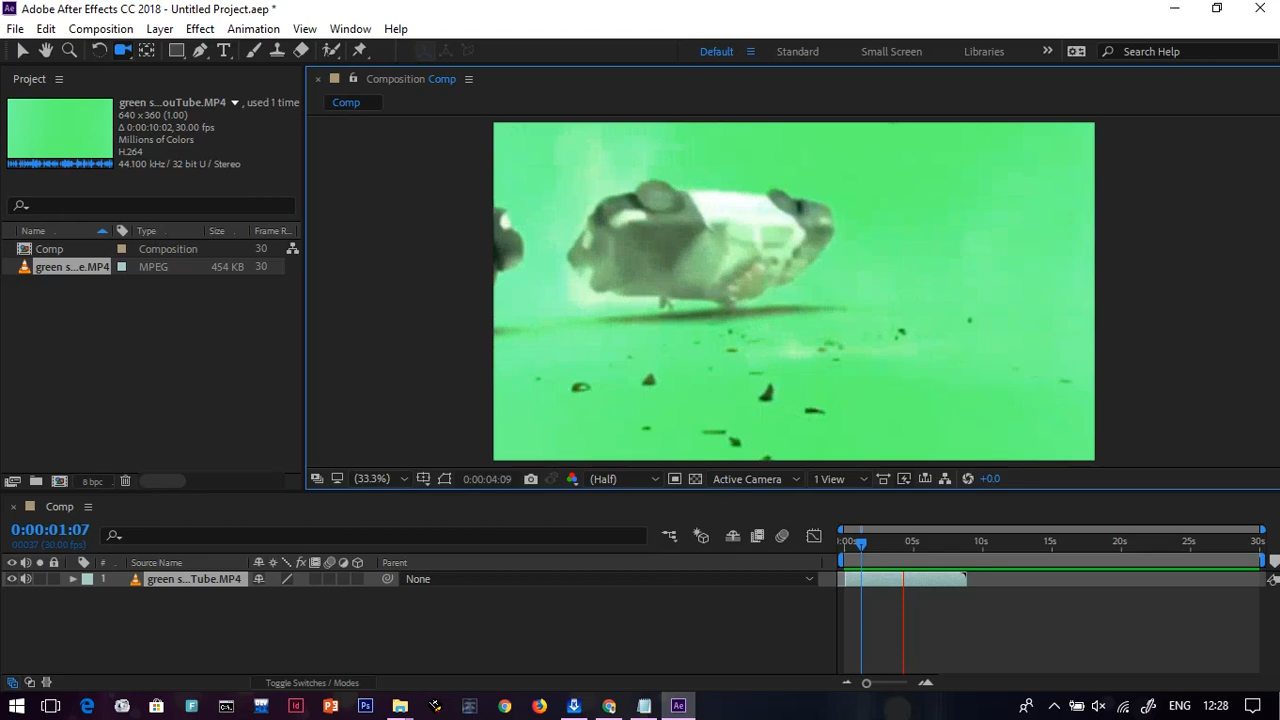 Adobe After Effects CC 2018 - Untitled Project.aep *
File Edit Composition Layer Effect Animation View Window Help
Default Standard Small Screen Libraries Search Help
Project
green s...ouTube.MP4 , used 1 time
640 x 360 (1.00)
Δ 0:00:10:02, 30.00 fps
Millions of Colors
H.264
44.100 kHz / 32 bit U / Stereo
Name Type Size Frame R...
Comp Composition 30
green s...e.MP4 MPEG 454 KB 30
8 bpc
Composition Comp
Comp
(33.3%) 0:00:04:09 (Half) Active Camera 1 View +0.0
Comp
0:00:01:07
00037 (30.00 fps)
# Source Name Parent
1 green s...Tube.MP4 None
0:00s 05s 10s 15s 20s 25s 30s
Toggle Switches / Modes
ENG 12:28